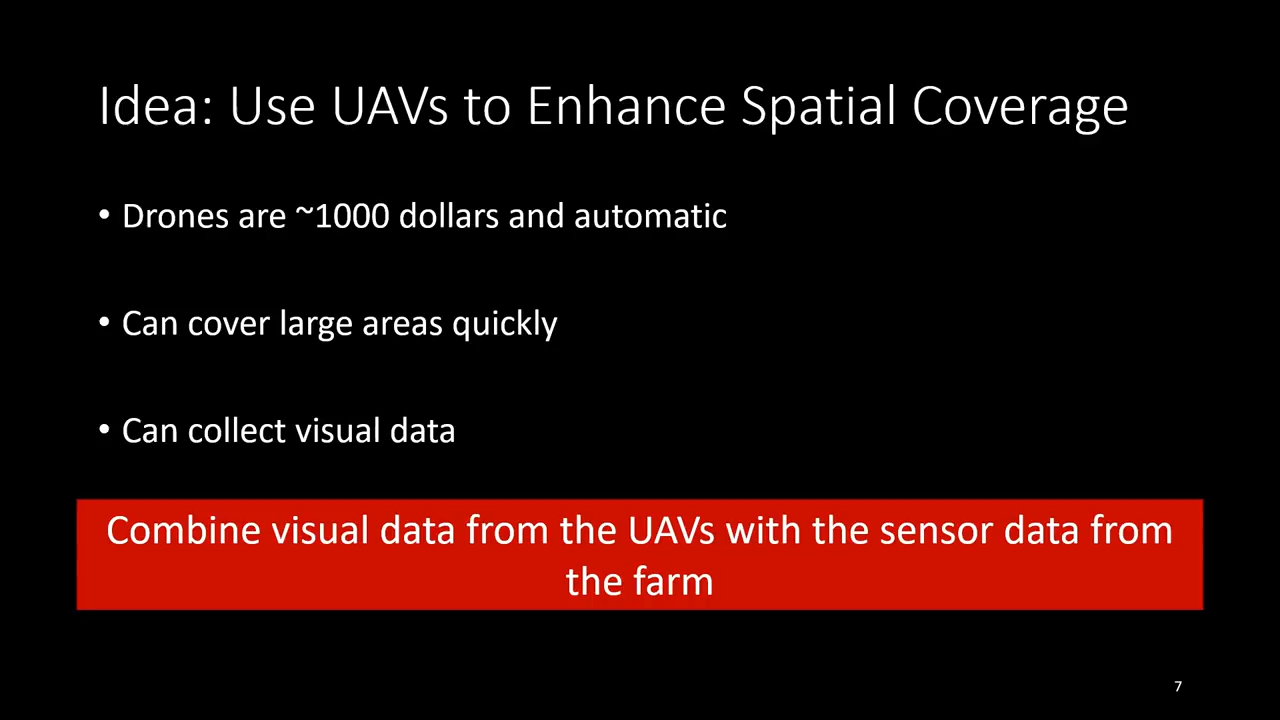 Idea: Use UAVs to Enhance Spatial Coverage
• Drones are ~1000 dollars and automatic
• Can cover large areas quickly
• Can collect visual data
Combine visual data from the UAVs with the sensor data from
the farm
7